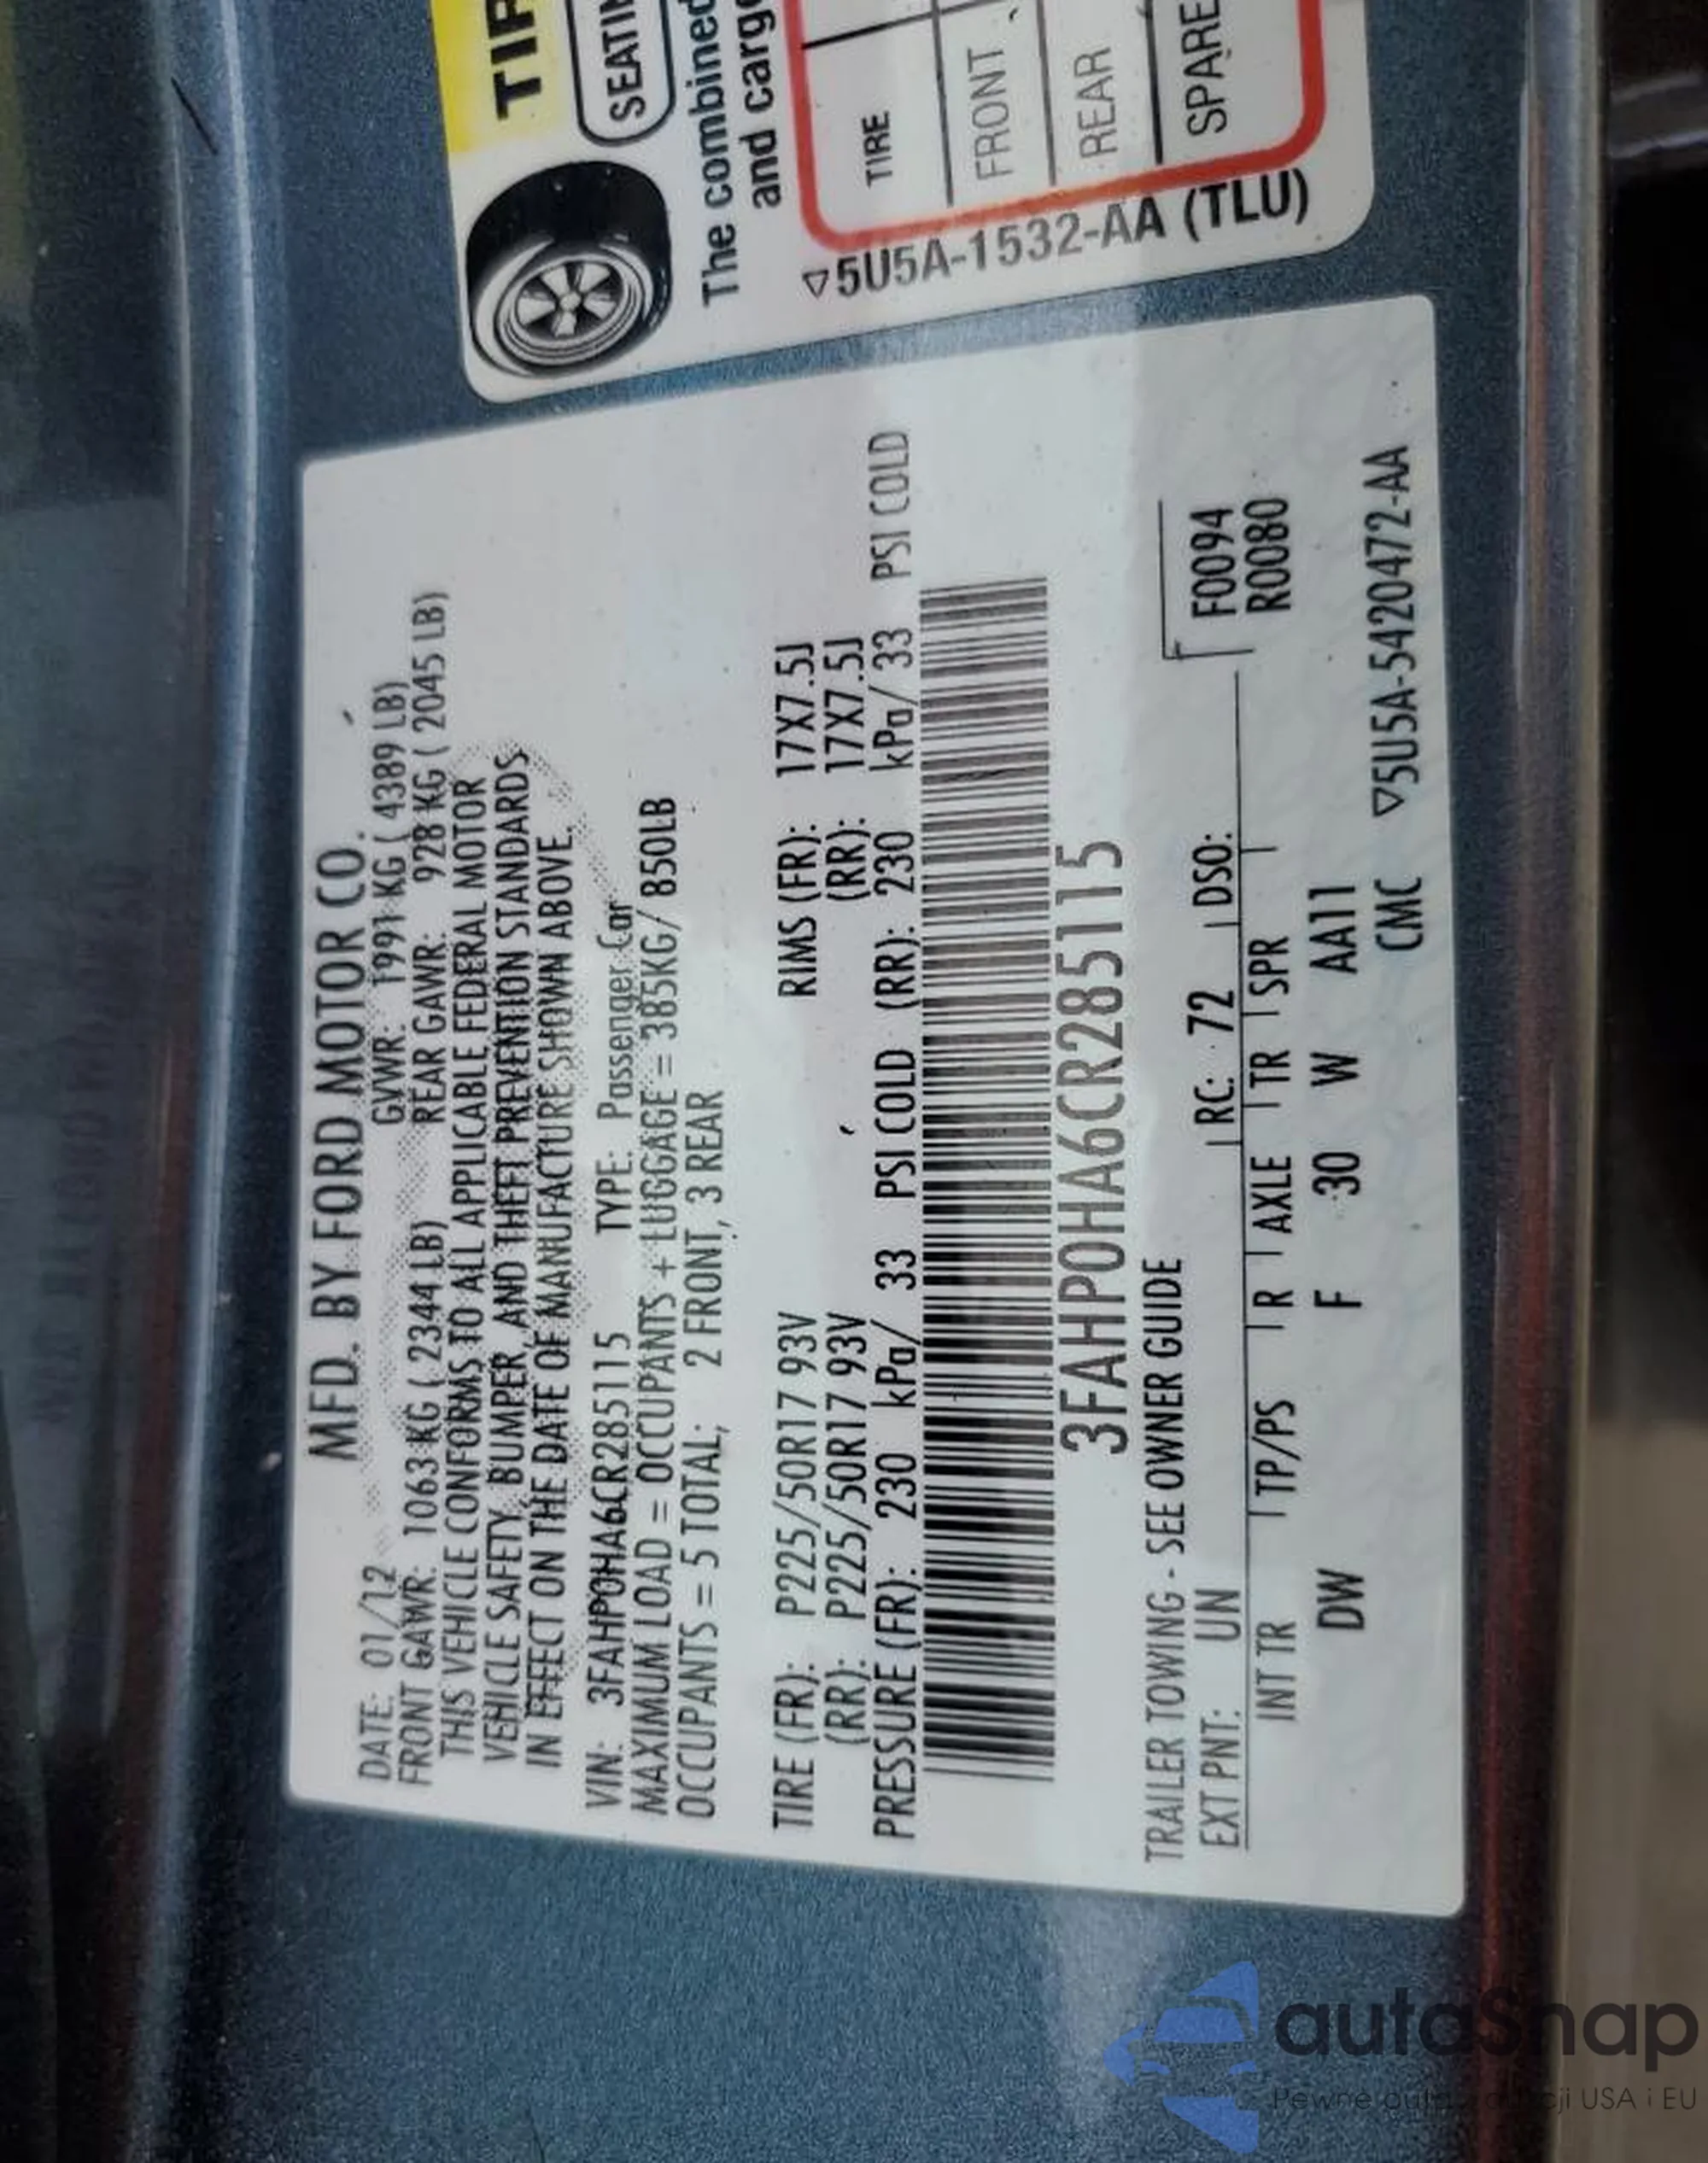 MFD. BY FORD MOTOR CO.
DATE: 01/12 GVWR: 1991 KG ( 4389 LB)
FRONT GAWR: 1063 KG ( 2344 LB) REAR GAWR: 928 KG ( 2045 LB)
THIS VEHICLE CONFORMS TO ALL APPLICABLE FEDERAL MOTOR
VEHICLE SAFETY, BUMPER, AND THEFT PREVENTION STANDARDS
IN EFFECT ON THE DATE OF MANUFACTURE SHOWN ABOVE.
VIN: 3FAHP0HA6CR285115 TYPE: Passenger Car
MAXIMUM LOAD = OCCUPANTS + LUGGAGE = 385KG/ 850LB
OCCUPANTS = 5 TOTAL; 2 FRONT, 3 REAR
TIRE (FR): P225/50R17 93V RIMS (FR): 17X7.5J
(RR): P225/50R17 93V (RR): 17X7.5J
PRESSURE (FR): 230 kPa/ 33 PSI COLD (RR): 230 kPa/ 33 PSI COLD
3FAHP0HA6CR285115
TRAILER TOWING - SEE OWNER GUIDE
EXT PNT: UN RC: 72 DSO: F0094
INT TR TP/PS R AXLE TR SPR R0080
DW F 30 W AA11
CMC ▽5U5A-5420472-AA
TIR
SEATIN
The combined
and cargo
TIRE
FRONT
REAR
SPARE
▽5U5A-1532-AA (TLU)
autaSnap
USA i EU